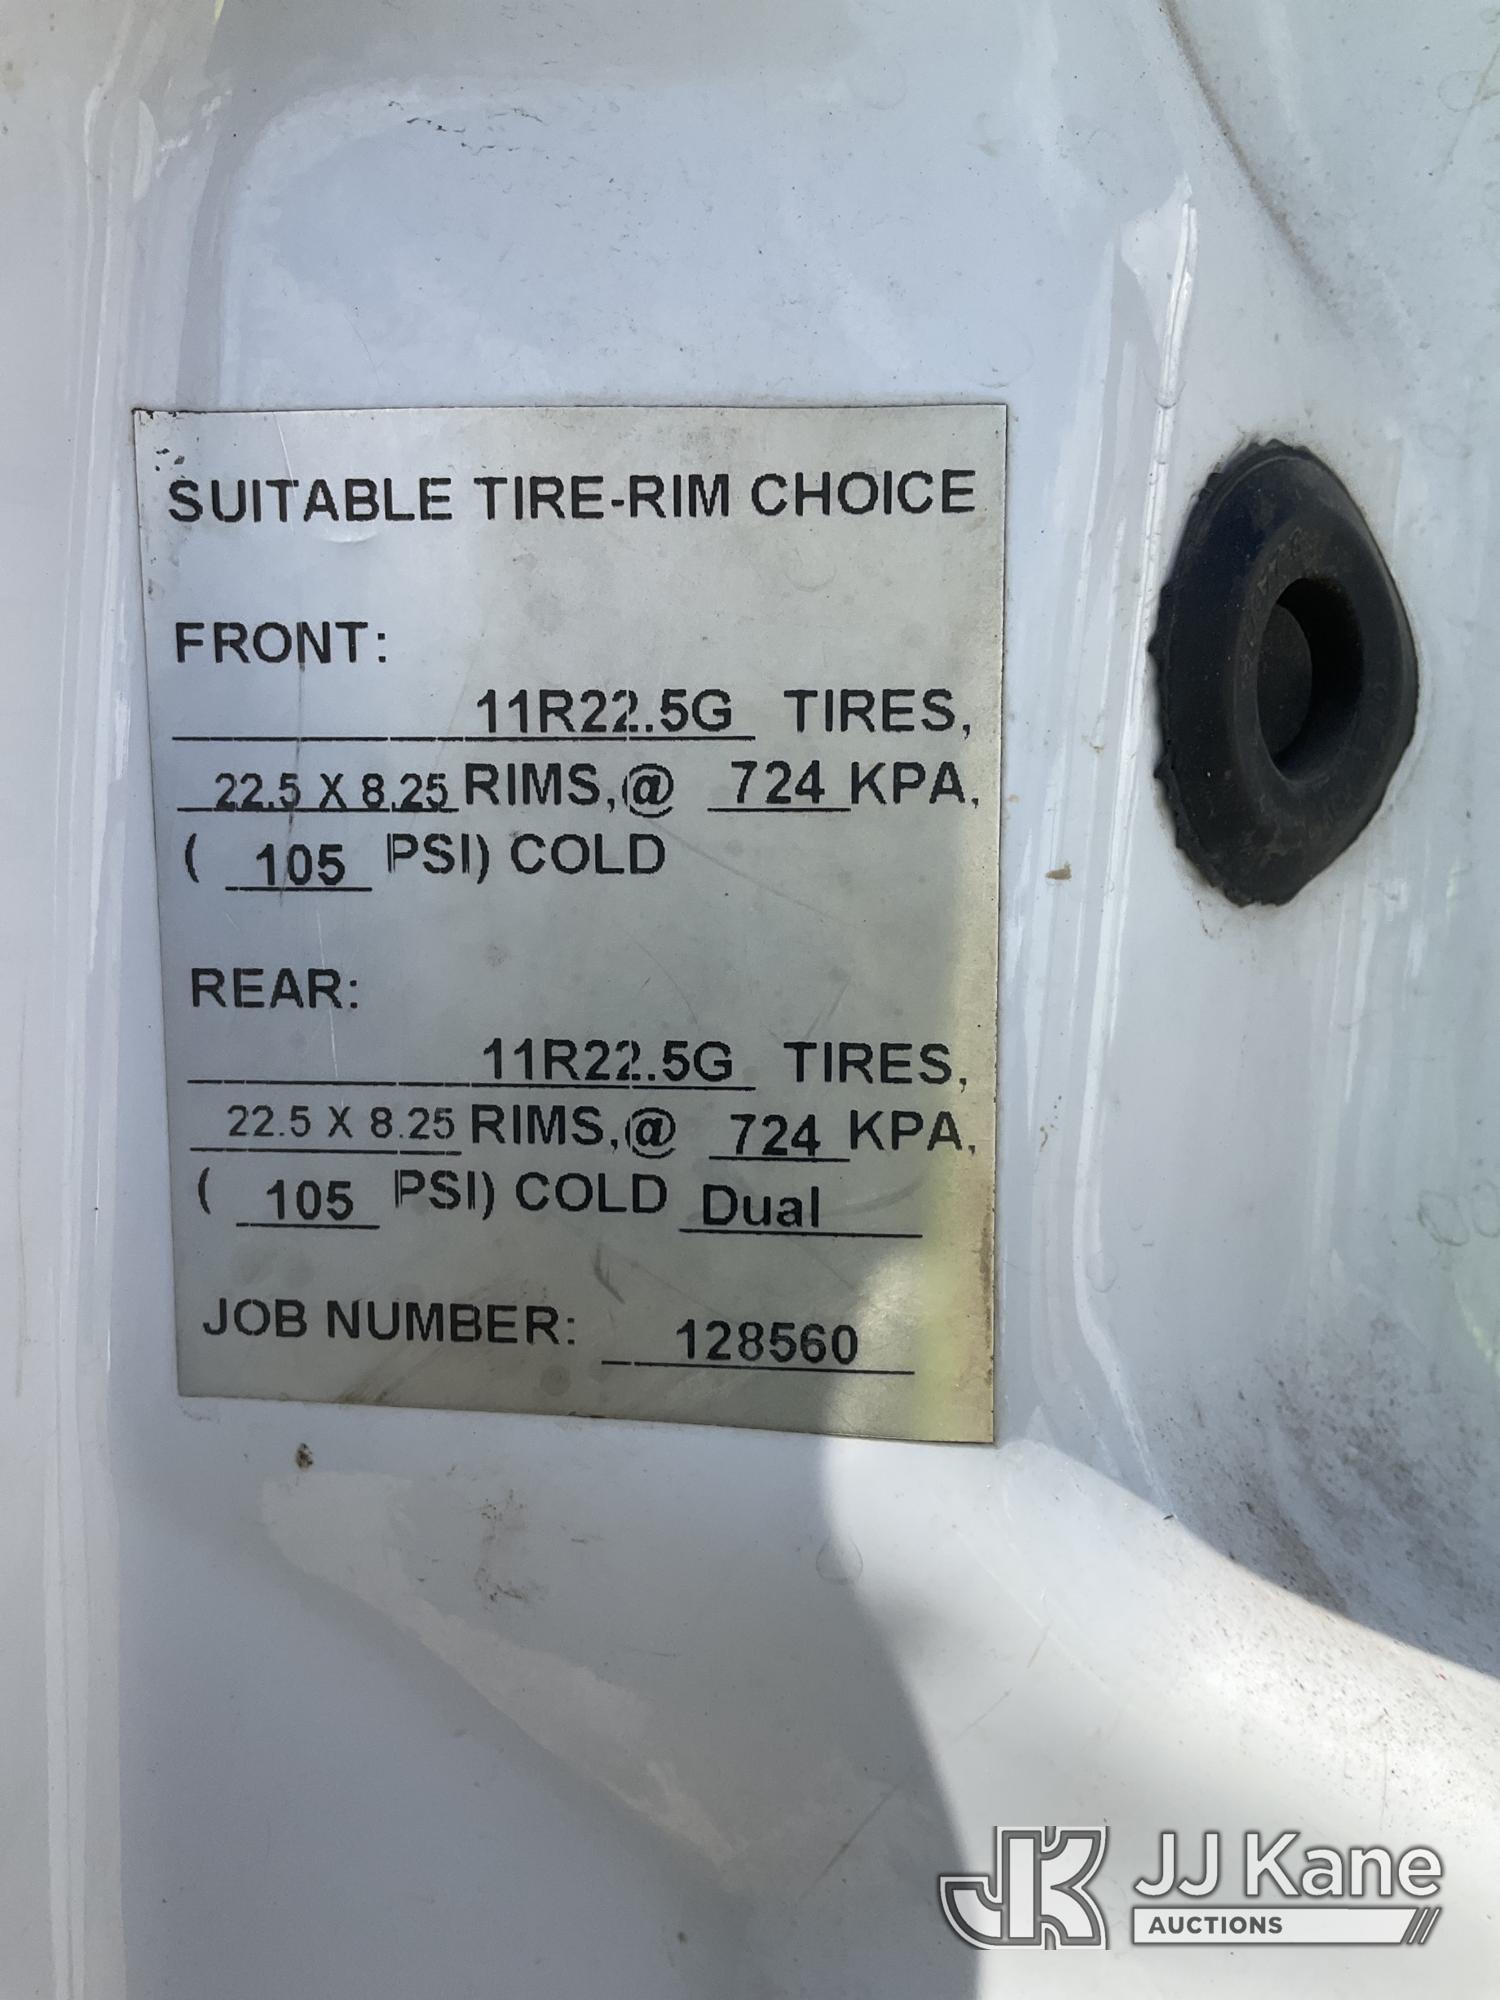 SUITABLE TIRE-RIM CHOICE
FRONT:
11R22.5G TIRES,
22.5 X 8.25 RIMS,@ 724 KPA,
( 105 PSI) COLD
REAR:
11R22.5G TIRES,
22.5 X 8.25 RIMS,@ 724 KPA,
( 105 PSI) COLD Dual
JOB NUMBER: 128560
JK JJ Kane
AUCTIONS